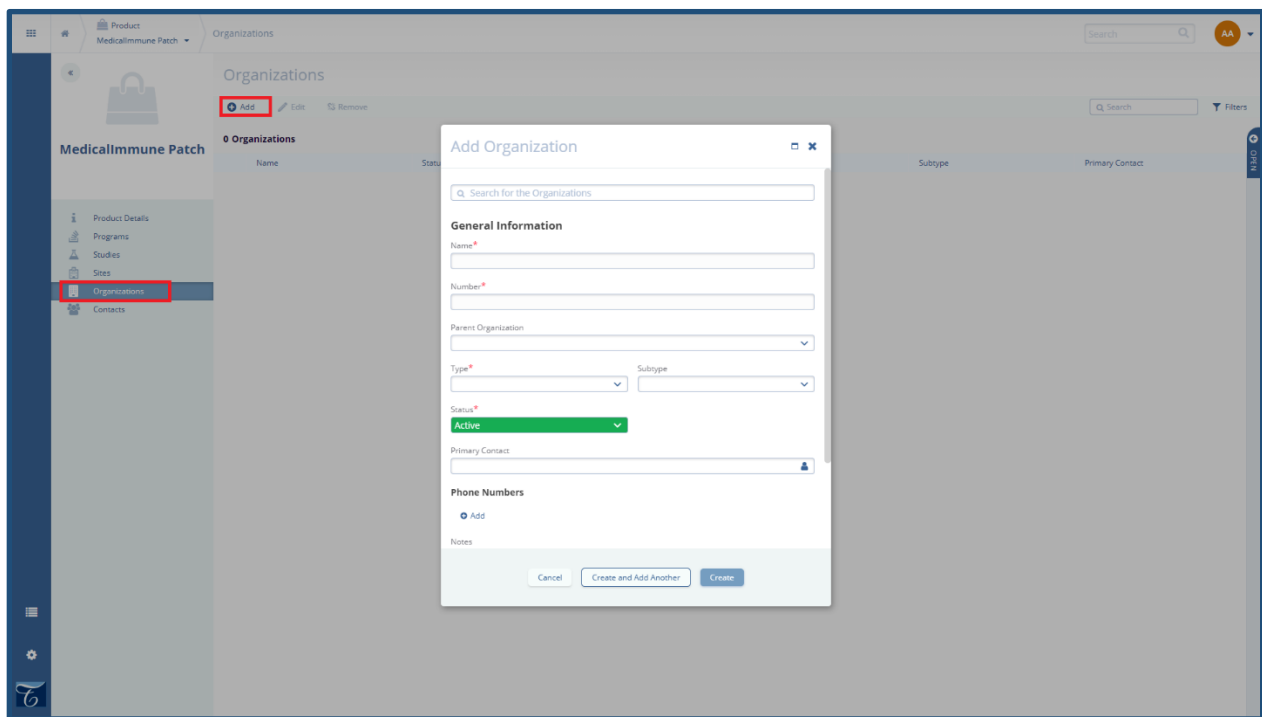 Product
MedicalImmune Patch
Organizations
Search
AA
Organizations
Add
Edit
Remove
Search
Filters
MedicalImmune Patch
0 Organizations
Name
Statu
Subtype
Primary Contact
OPEN
Product Details
Programs
Studies
Sites
Organizations
Contacts
Add Organization
Search for the Organizations
General Information
Name*
Number*
Parent Organization
Type*
Subtype
Status*
Active
Primary Contact
Phone Numbers
Add
Notes
Cancel
Create and Add Another
Create